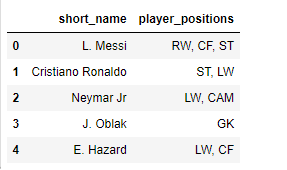 short_name player_positions
0 L. Messi RW, CF, ST
1 Cristiano Ronaldo ST, LW
2 Neymar Jr LW, CAM
3 J. Oblak GK
4 E. Hazard LW, CF